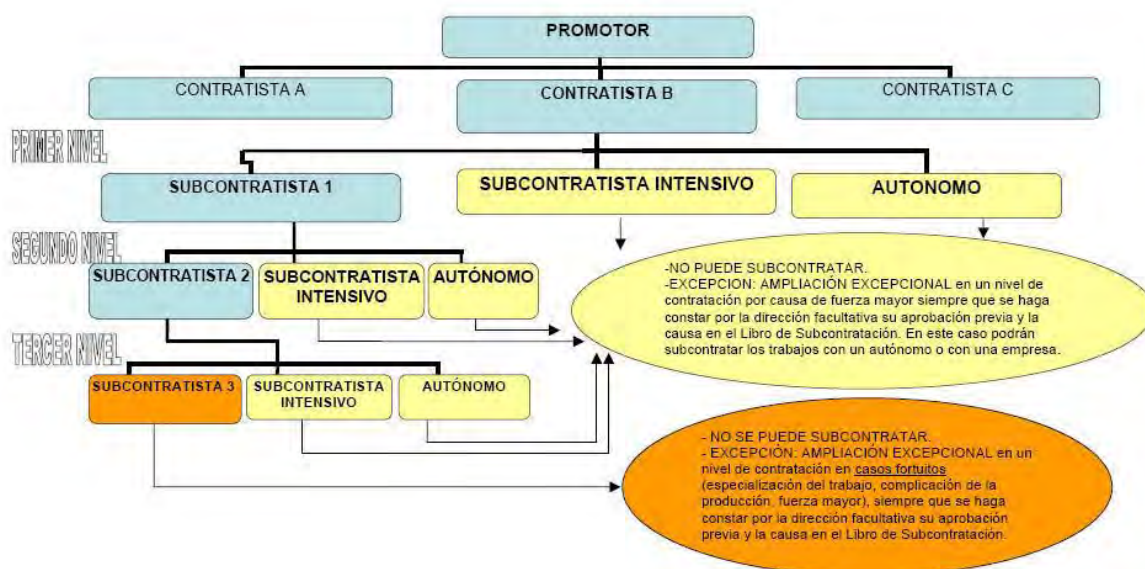 PROMOTOR
CONTRATISTA A
CONTRATISTA B
CONTRATISTA C
PRIMER NIVEL
SUBCONTRATISTA 1
SUBCONTRATISTA INTENSIVO
AUTONOMO
SEGUNDO NIVEL
SUBCONTRATISTA 2
SUBCONTRATISTA
INTENSIVO
AUTÓNOMO
-NO PUEDE SUBCONTRATAR.
-EXCEPCION: AMPLIACIÓN EXCEPCIONAL en un nivel de
contratación por causa de fuerza mayor siempre que se haga
constar por la dirección facultativa su aprobación previa y la
causa en el Libro de Subcontratación. En este caso podrán
subcontratar los trabajos con un autónomo o con una empresa.
TERCER NIVEL
SUBCONTRATISTA 3
SUBCONTRATISTA
INTENSIVO
AUTÓNOMO
- NO SE PUEDE SUBCONTRATAR.
- EXCEPCIÓN: AMPLIACIÓN EXCEPCIONAL en un
nivel de contratación en casos fortuitos
(especialización del trabajo, complicación de la
producción, fuerza mayor), siempre que se haga
constar por la dirección facultativa su aprobación
previa y la causa en el Libro de Subcontratación.